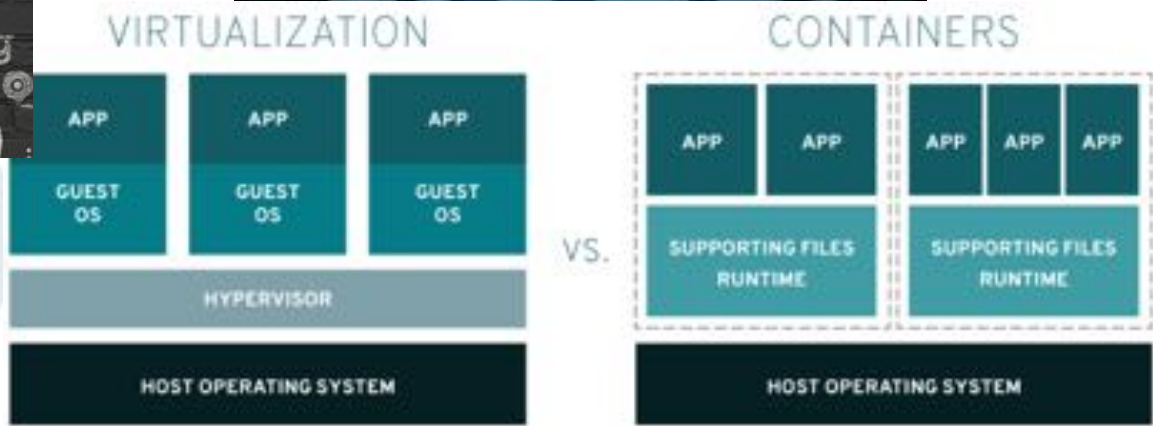 VIRTUALIZATION
APP
APP
APP
GUEST
OS
GUEST
OS
GUEST
OS
HYPERVISOR
HOST OPERATING SYSTEM
VS.
CONTAINERS
APP
APP
APP
APP
APP
SUPPORTING FILES
RUNTIME
SUPPORTING FILES
RUNTIME
HOST OPERATING SYSTEM